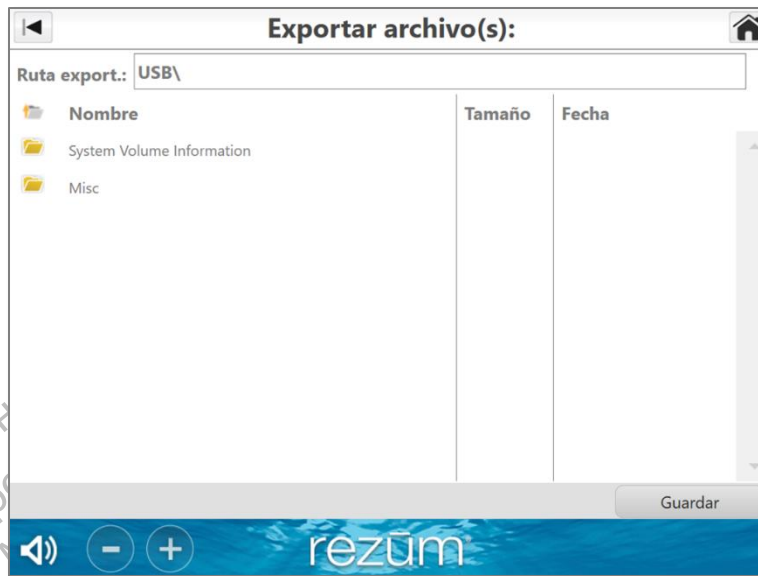 Exportar archivo(s):
Ruta export.: USB\
Nombre Tamaño Fecha
System Volume Information
Misc
Guardar
rezūm